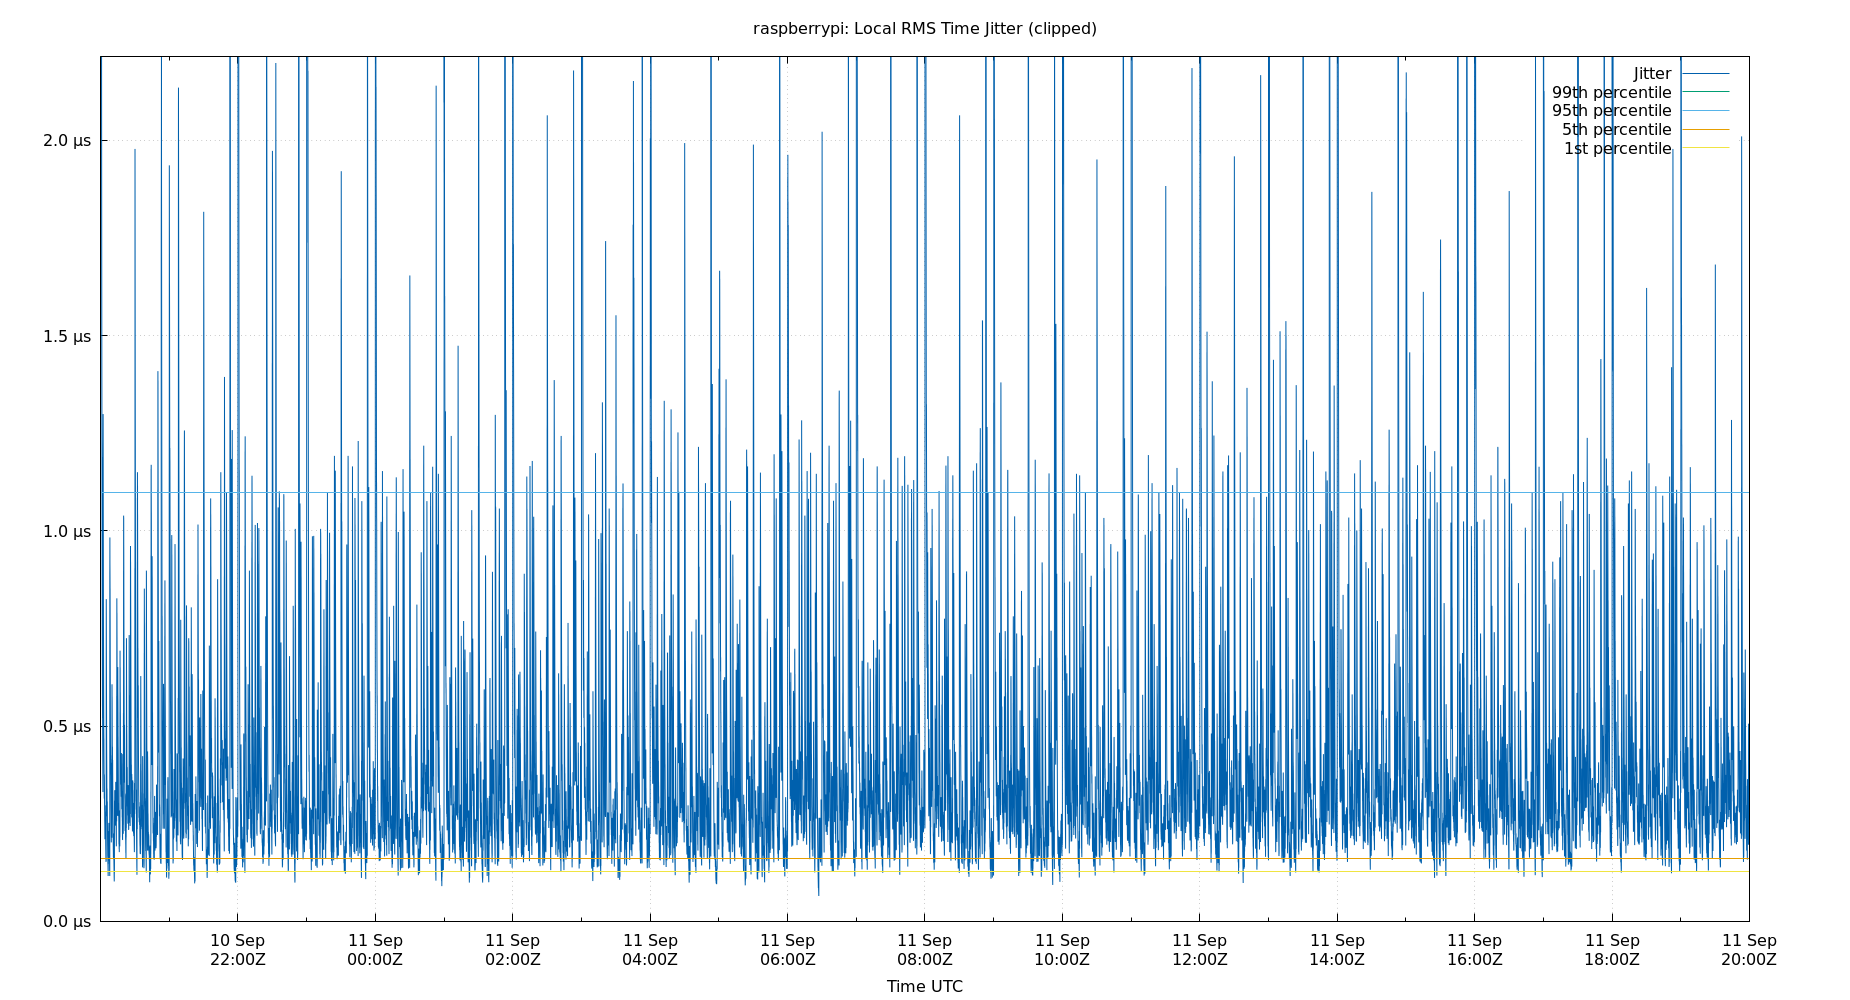 raspberrypi: Local RMS Time Jitter (clipped)
Jitter
99th percentile
95th percentile
5th percentile
1st percentile
2.0 μs
1.5 μs
1.0 μs
0.5 μs
0.0 μs
10 Sep 11 Sep 11 Sep 11 Sep 11 Sep 11 Sep 11 Sep 11 Sep 11 Sep 11 Sep 11 Sep 11 Sep
22:00Z 00:00Z 02:00Z 04:00Z 06:00Z 08:00Z 10:00Z 12:00Z 14:00Z 16:00Z 18:00Z 20:00Z
Time UTC